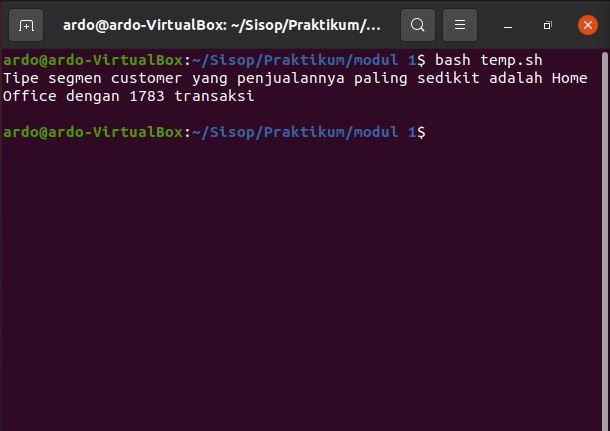 ardo@ardo-VirtualBox: ~/Sisop/Praktikum/...
ardo@ardo-VirtualBox:~/Sisop/Praktikum/modul 1$ bash temp.sh
Tipe segmen customer yang penjualannya paling sedikit adalah Home
Office dengan 1783 transaksi
ardo@ardo-VirtualBox:~/Sisop/Praktikum/modul 1$